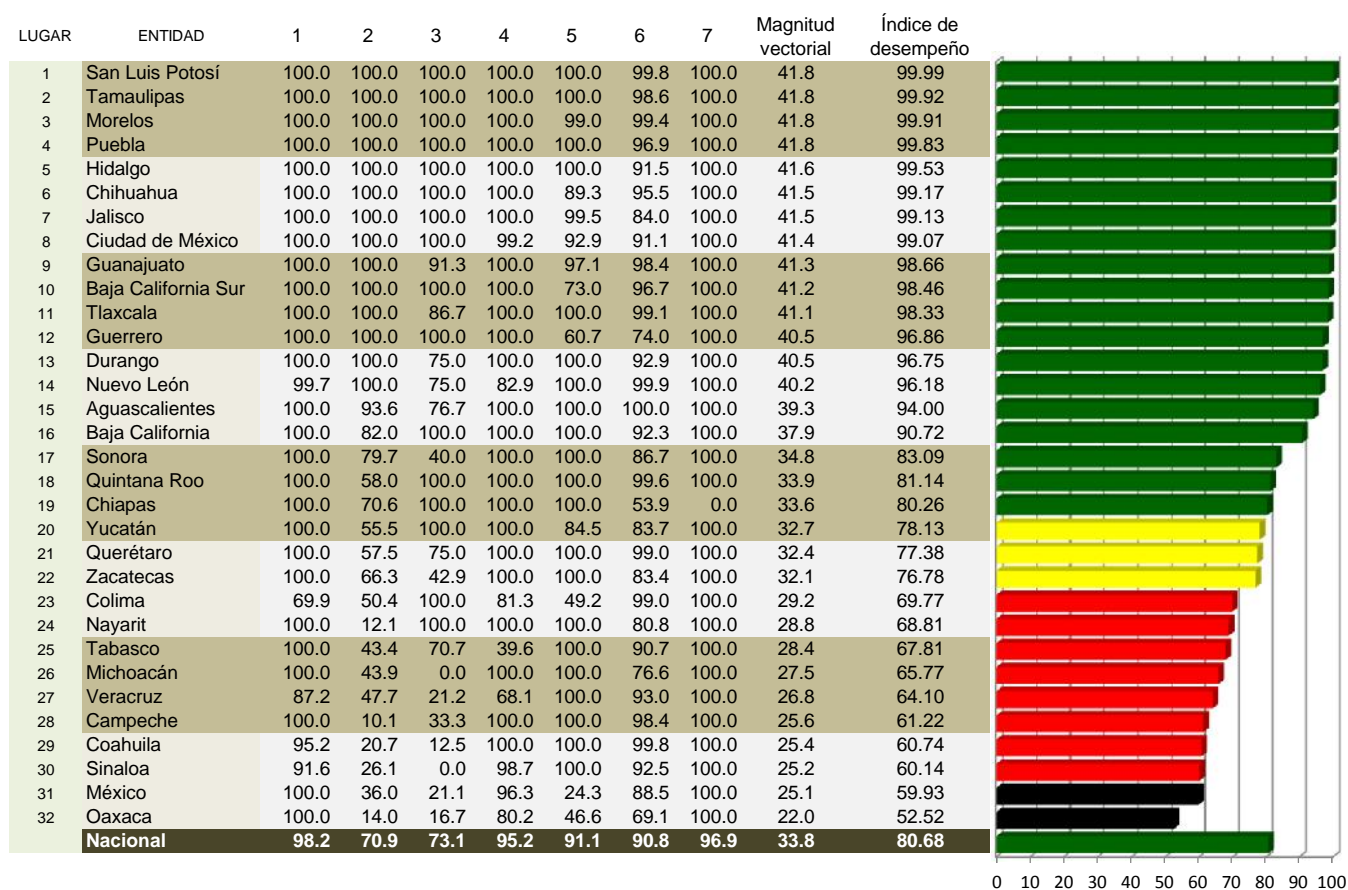 LUGAR ENTIDAD 1 2 3 4 5 6 7 Magnitud vectorial Índice de desempeño
1 San Luis Potosí 100.0 100.0 100.0 100.0 100.0 99.8 100.0 41.8 99.99
2 Tamaulipas 100.0 100.0 100.0 100.0 100.0 98.6 100.0 41.8 99.92
3 Morelos 100.0 100.0 100.0 100.0 99.0 99.4 100.0 41.8 99.91
4 Puebla 100.0 100.0 100.0 100.0 100.0 96.9 100.0 41.8 99.83
5 Hidalgo 100.0 100.0 100.0 100.0 100.0 91.5 100.0 41.6 99.53
6 Chihuahua 100.0 100.0 100.0 100.0 89.3 95.5 100.0 41.5 99.17
7 Jalisco 100.0 100.0 100.0 100.0 99.5 84.0 100.0 41.5 99.13
8 Ciudad de México 100.0 100.0 100.0 99.2 92.9 91.1 100.0 41.4 99.07
9 Guanajuato 100.0 100.0 91.3 100.0 97.1 98.4 100.0 41.3 98.66
10 Baja California Sur 100.0 100.0 100.0 100.0 73.0 96.7 100.0 41.2 98.46
11 Tlaxcala 100.0 100.0 86.7 100.0 100.0 99.1 100.0 41.1 98.33
12 Guerrero 100.0 100.0 100.0 100.0 60.7 74.0 100.0 40.5 96.86
13 Durango 100.0 100.0 75.0 100.0 100.0 92.9 100.0 40.5 96.75
14 Nuevo León 99.7 100.0 75.0 82.9 100.0 99.9 100.0 40.2 96.18
15 Aguascalientes 100.0 93.6 76.7 100.0 100.0 100.0 100.0 39.3 94.00
16 Baja California 100.0 82.0 100.0 100.0 100.0 92.3 100.0 37.9 90.72
17 Sonora 100.0 79.7 40.0 100.0 100.0 86.7 100.0 34.8 83.09
18 Quintana Roo 100.0 58.0 100.0 100.0 100.0 99.6 100.0 33.9 81.14
19 Chiapas 100.0 70.6 100.0 100.0 100.0 53.9 0.0 33.6 80.26
20 Yucatán 100.0 55.5 100.0 100.0 84.5 83.7 100.0 32.7 78.13
21 Querétaro 100.0 57.5 75.0 100.0 100.0 99.0 100.0 32.4 77.38
22 Zacatecas 100.0 66.3 42.9 100.0 100.0 83.4 100.0 32.1 76.78
23 Colima 69.9 50.4 100.0 81.3 49.2 99.0 100.0 29.2 69.77
24 Nayarit 100.0 12.1 100.0 100.0 100.0 80.8 100.0 28.8 68.81
25 Tabasco 100.0 43.4 70.7 39.6 100.0 90.7 100.0 28.4 67.81
26 Michoacán 100.0 43.9 0.0 100.0 100.0 76.6 100.0 27.5 65.77
27 Veracruz 87.2 47.7 21.2 68.1 100.0 93.0 100.0 26.8 64.10
28 Campeche 100.0 10.1 33.3 100.0 100.0 98.4 100.0 25.6 61.22
29 Coahuila 95.2 20.7 12.5 100.0 100.0 99.8 100.0 25.4 60.74
30 Sinaloa 91.6 26.1 0.0 98.7 100.0 92.5 100.0 25.2 60.14
31 México 100.0 36.0 21.1 96.3 24.3 88.5 100.0 25.1 59.93
32 Oaxaca 100.0 14.0 16.7 80.2 46.6 69.1 100.0 22.0 52.52
Nacional 98.2 70.9 73.1 95.2 91.1 90.8 96.9 33.8 80.68
0 10 20 30 40 50 60 70 80 90 100